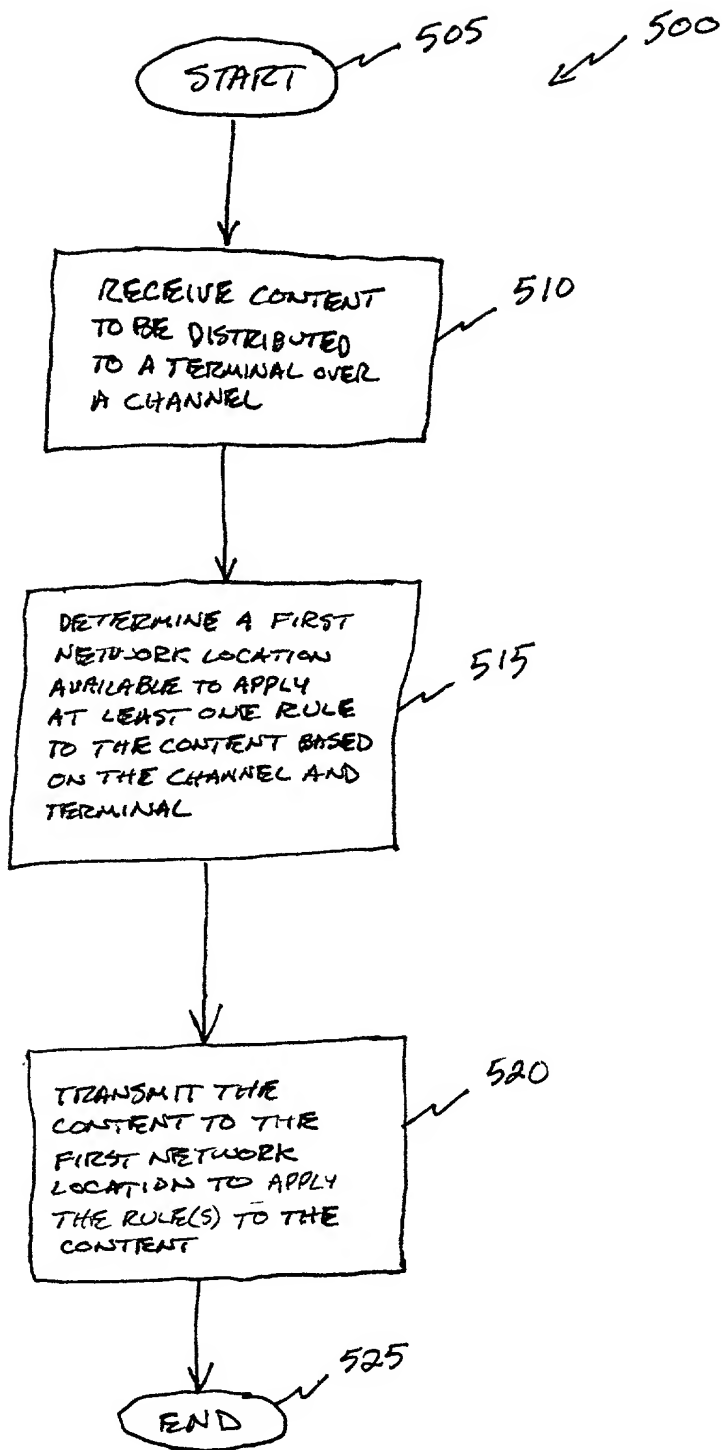 505
500
START
RECEIVE CONTENT
TO BE DISTRIBUTED
TO A TERMINAL OVER
A CHANNEL
510
DETERMINE A FIRST
NETWORK LOCATION
AVAILABLE TO APPLY
AT LEAST ONE RULE
TO THE CONTENT BASED
ON THE CHANNEL AND
TERMINAL
515
TRANSMIT THE
CONTENT TO THE
FIRST NETWORK
LOCATION TO APPLY
THE RULE(S) TO THE
CONTENT
520
525
END